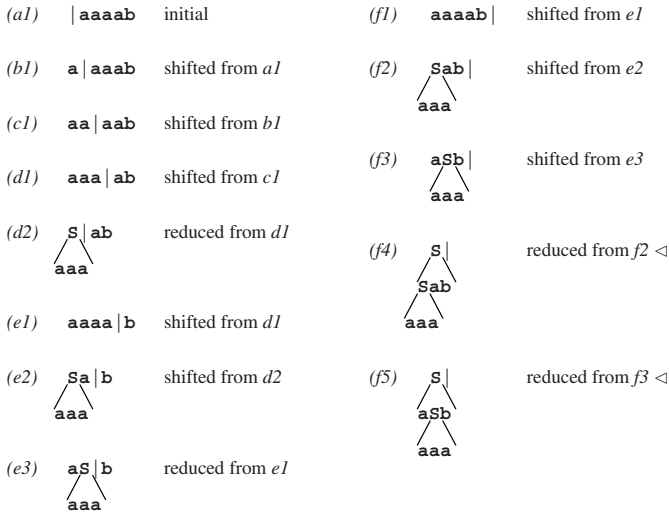 (a1) |aaaab initial
(b1) a|aaab shifted from a1
(c1) aa|aab shifted from b1
(d1) aaa|ab shifted from c1
(d2) S|ab reduced from d1
aaa
(e1) aaaa|b shifted from d1
(e2) Sa|b shifted from d2
aaa
(e3) aS|b reduced from e1
aaa
(f1) aaaab| shifted from e1
(f2) Sab| shifted from e2
aaa
(f3) aSb| shifted from e3
aaa
(f4) S| reduced from f2 ◁
Sab
aaa
(f5) S| reduced from f3 ◁
aSb
aaa